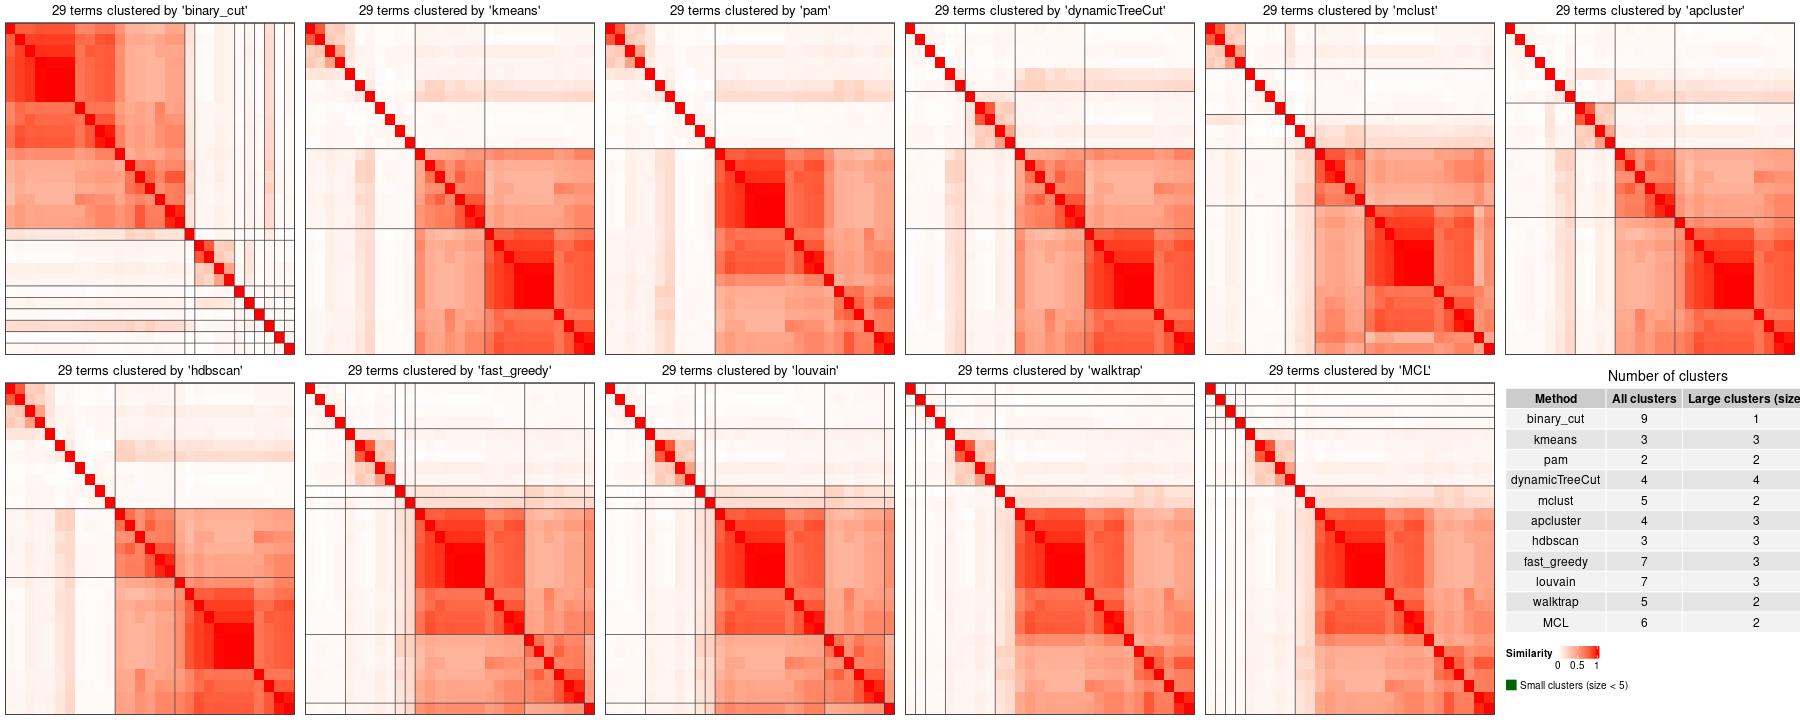 29 terms clustered by 'binary_cut'
29 terms clustered by 'kmeans'
29 terms clustered by 'pam'
29 terms clustered by 'dynamicTreeCut'
29 terms clustered by 'mclust'
29 terms clustered by 'apcluster'
29 terms clustered by 'hdbscan'
29 terms clustered by 'fast_greedy'
29 terms clustered by 'louvain'
29 terms clustered by 'walktrap'
29 terms clustered by 'MCL'
Number of clusters
Method All clusters Large clusters (size
binary_cut 9 1
kmeans 3 3
pam 2 2
dynamicTreeCut 4 4
mclust 5 2
apcluster 4 3
hdbscan 3 3
fast_greedy 7 3
louvain 7 3
walktrap 5 2
MCL 6 2
Similarity
0 0.5 1
Small clusters (size < 5)